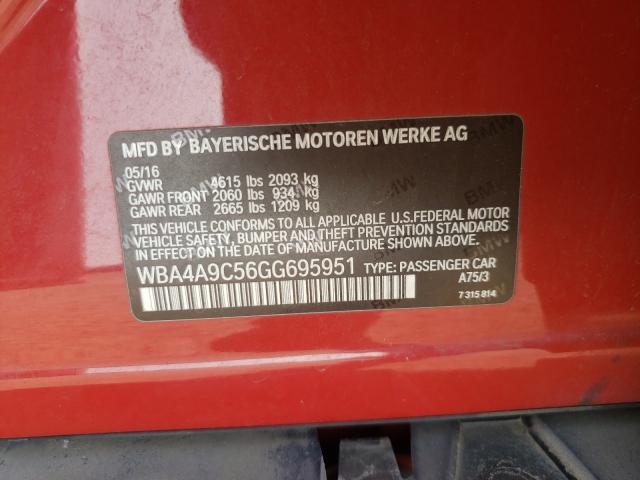 MFD BY BAYERISCHE MOTOREN WERKE AG
05/16
GVWR 4615 lbs 2093 kg
GAWR FRONT 2060 lbs 934 kg
GAWR REAR 2665 lbs 1209 kg
THIS VEHICLE CONFORMS TO ALL APPLICABLE U.S.FEDERAL MOTOR
VEHICLE SAFETY, BUMPER AND THEFT PREVENTION STANDARDS
IN EFFECT ON THE DATE OF MANUFACTURE SHOWN ABOVE.
WBA4A9C56GG695951 TYPE: PASSENGER CAR
A75/3
7 315 814